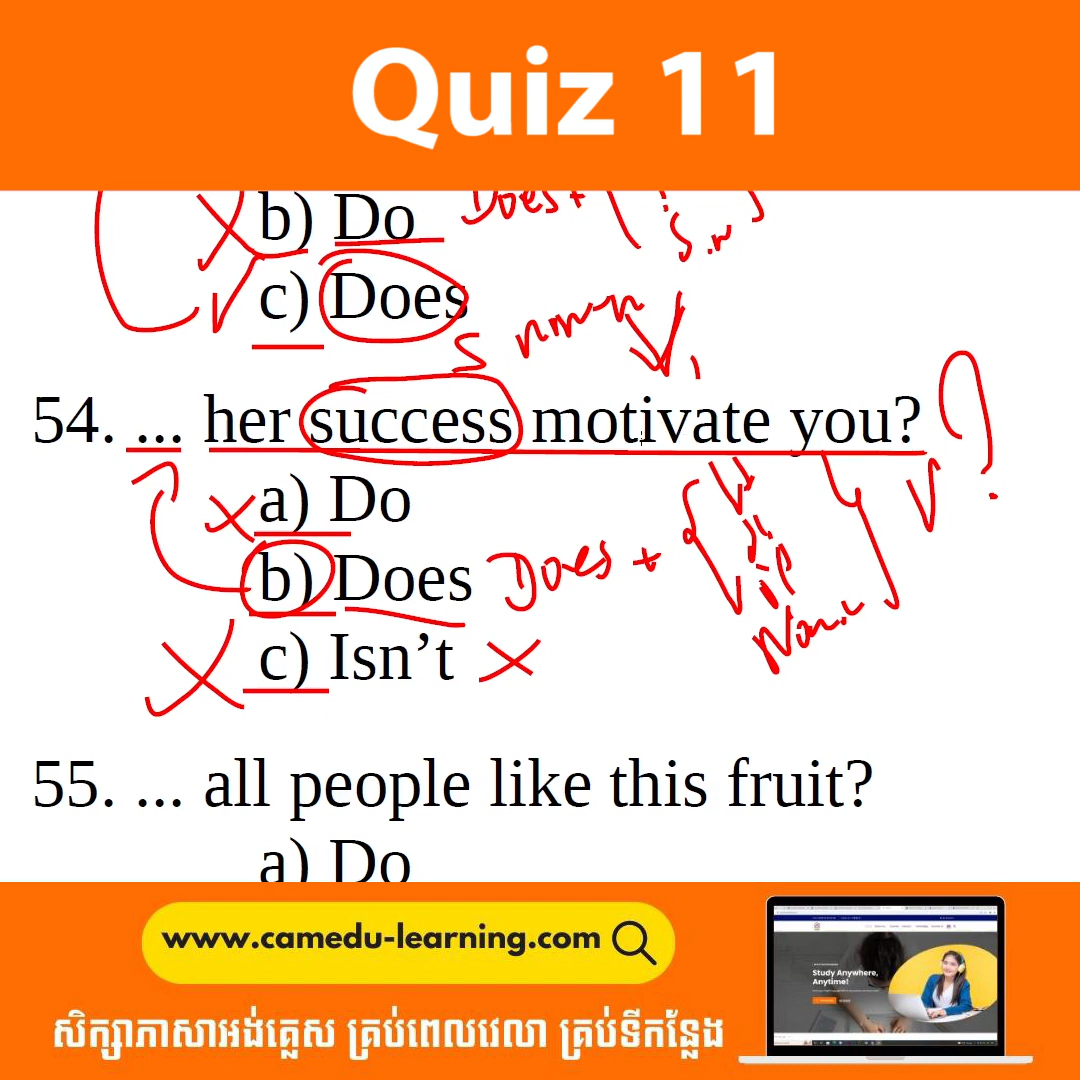 Quiz 11
b) Do Does +
S.n
c) Does
S noun
54. ... her success motivate you?
a) Do
b) Does Does +
c) Isn’t
55. ... all people like this fruit?
a) Do
www.camedu-learning.com
Study Anywhere,
Anytime!
សិក្សាភាសាអង់គ្លេស គ្រប់ពេលវេលា គ្រប់ទីកន្លែង